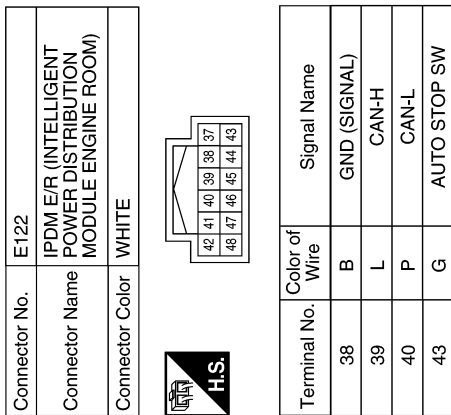 Connector No. E122
Connector Name IPDM E/R (INTELLIGENT
POWER DISTRIBUTION
MODULE ENGINE ROOM)
Connector Color WHITE
H.S.
42 41 40 39 38 37
48 47 46 45 44 43
Terminal No. Color of Wire Signal Name
38 B GND (SIGNAL)
39 L CAN-H
40 P CAN-L
43 G AUTO STOP SW